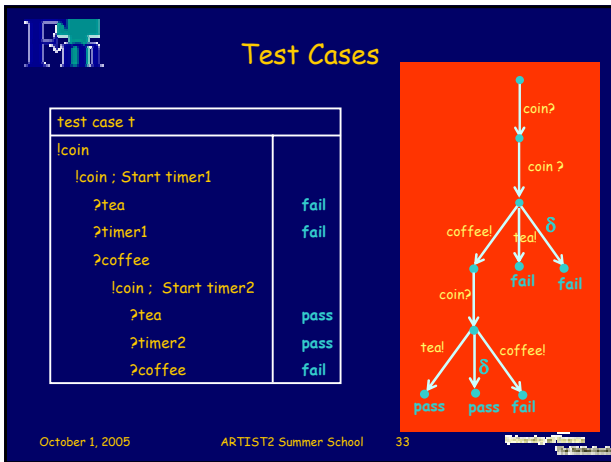 Fm
Test Cases
test case t
!coin
!coin ; Start timer1
?tea fail
?timer1 fail
?coffee
!coin ; Start timer2
?tea pass
?timer2 pass
?coffee fail
coin?
coin ?
coffee! tea! δ
fail fail
coin?
tea! δ coffee!
pass pass fail
October 1, 2005 ARTIST2 Summer School 33